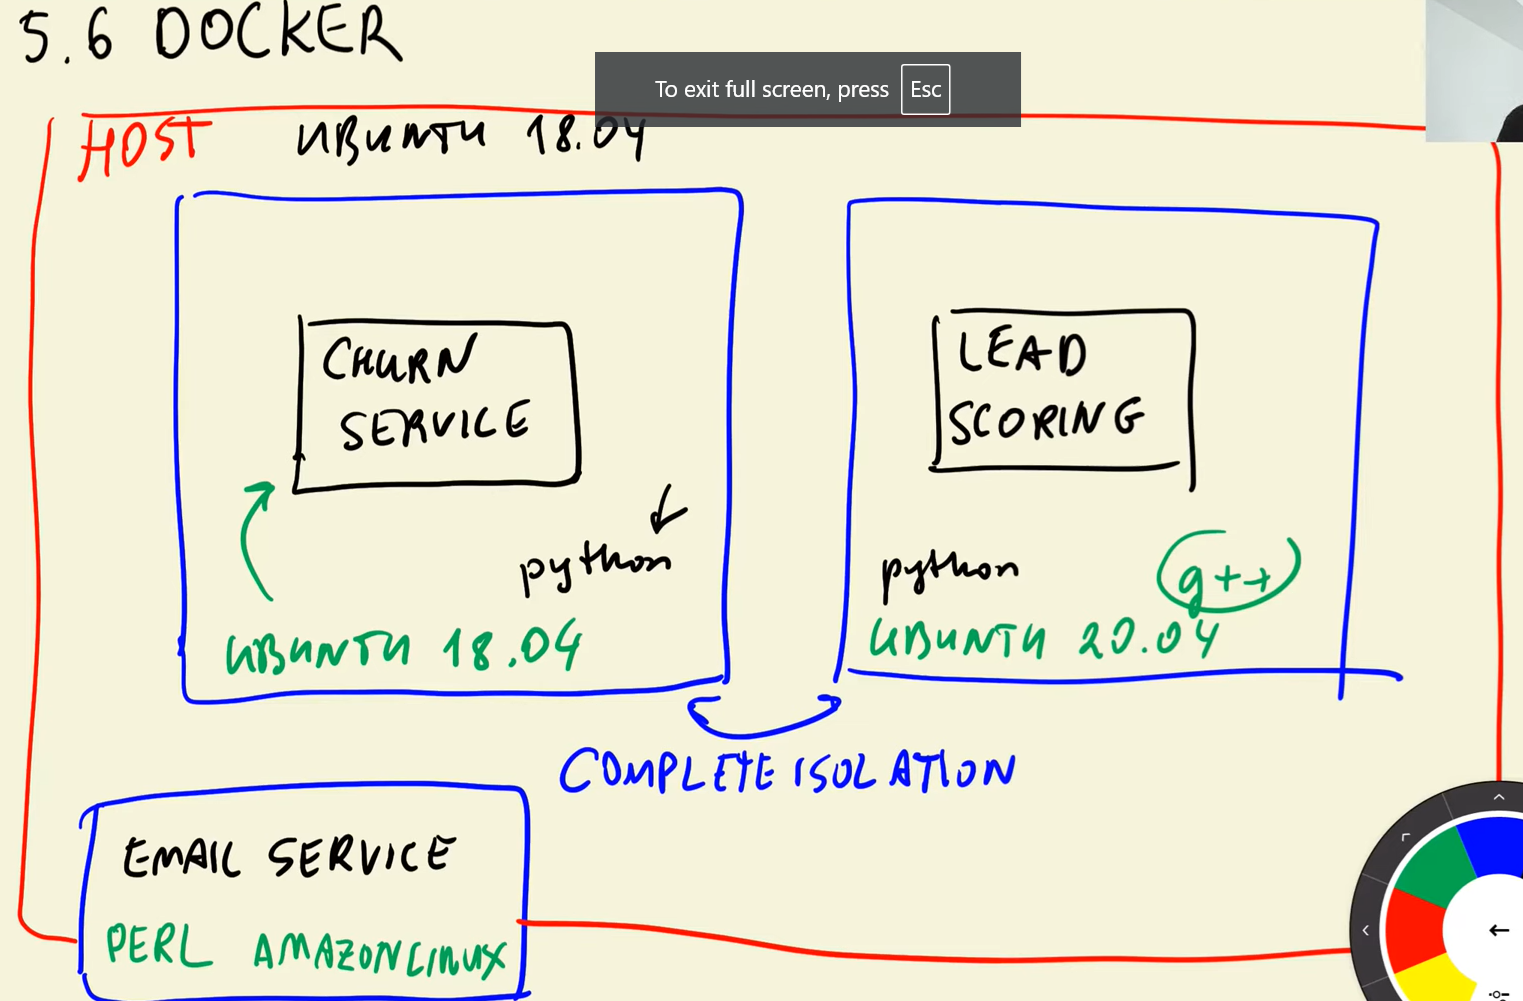 5.6 DOCKER
To exit full screen, press Esc
HOST UBUNTU 18.04
CHURN
SERVICE
python
UBUNTU 18.04
LEAD
SCORING
python g++
UBUNTU 20.04
COMPLETE ISOLATION
EMAIL SERVICE
PERL AMAZON LINUX